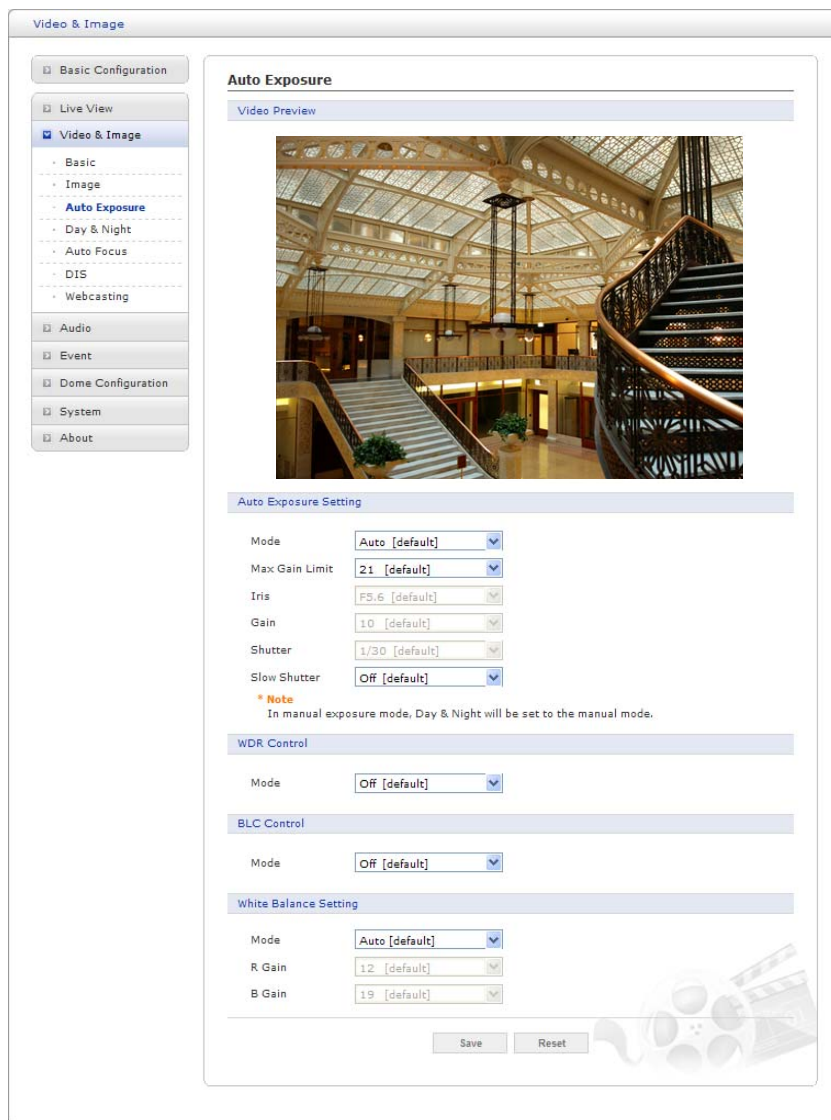 Video & Image
Basic Configuration
Live View
Video & Image
Basic
Image
Auto Exposure
Day & Night
Auto Focus
DIS
Webcasting
Audio
Event
Dome Configuration
System
About
Auto Exposure
Video Preview
Auto Exposure Setting
Mode Auto [default]
Max Gain Limit 21 [default]
Iris F5.6 [default]
Gain 10 [default]
Shutter 1/30 [default]
Slow Shutter Off [default]
* Note
In manual exposure mode, Day & Night will be set to the manual mode.
WDR Control
Mode Off [default]
BLC Control
Mode Off [default]
White Balance Setting
Mode Auto [default]
R Gain 12 [default]
B Gain 19 [default]
Save Reset